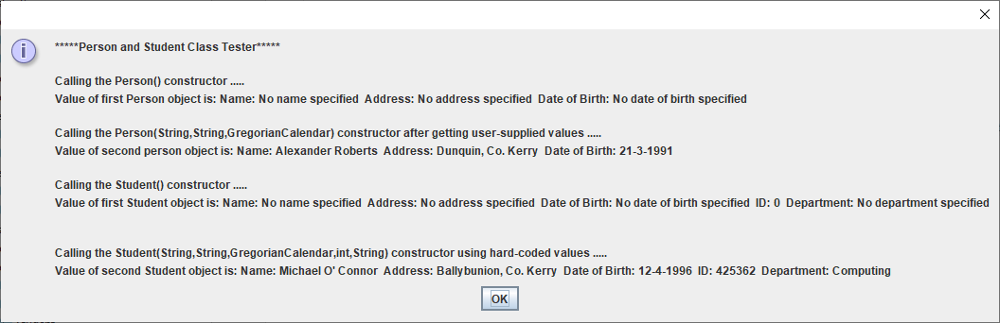 *****Person and Student Class Tester*****
Calling the Person() constructor .....
Value of first Person object is: Name: No name specified  Address: No address specified  Date of Birth: No date of birth specified
Calling the Person(String,String,GregorianCalendar) constructor after getting user-supplied values .....
Value of second person object is: Name: Alexander Roberts  Address: Dunquin, Co. Kerry  Date of Birth: 21-3-1991
Calling the Student() constructor .....
Value of first Student object is: Name: No name specified  Address: No address specified  Date of Birth: No date of birth specified  ID: 0  Department: No department specified
Calling the Student(String,String,GregorianCalendar,int,String) constructor using hard-coded values .....
Value of second Student object is: Name: Michael O' Connor  Address: Ballybunion, Co. Kerry  Date of Birth: 12-4-1996  ID: 425362  Department: Computing
OK